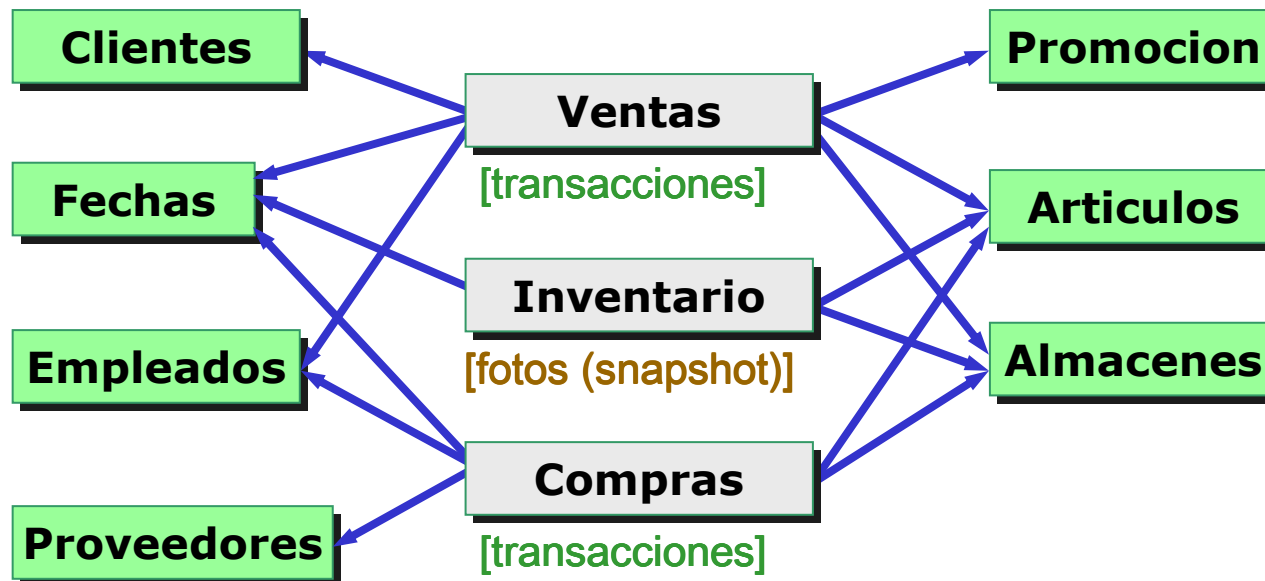 Clientes
Ventas
Promocion
[transacciones]
Fechas
Articulos
Inventario
Empleados
[fotos (snapshot)]
Almacenes
Compras
Proveedores
[transacciones]